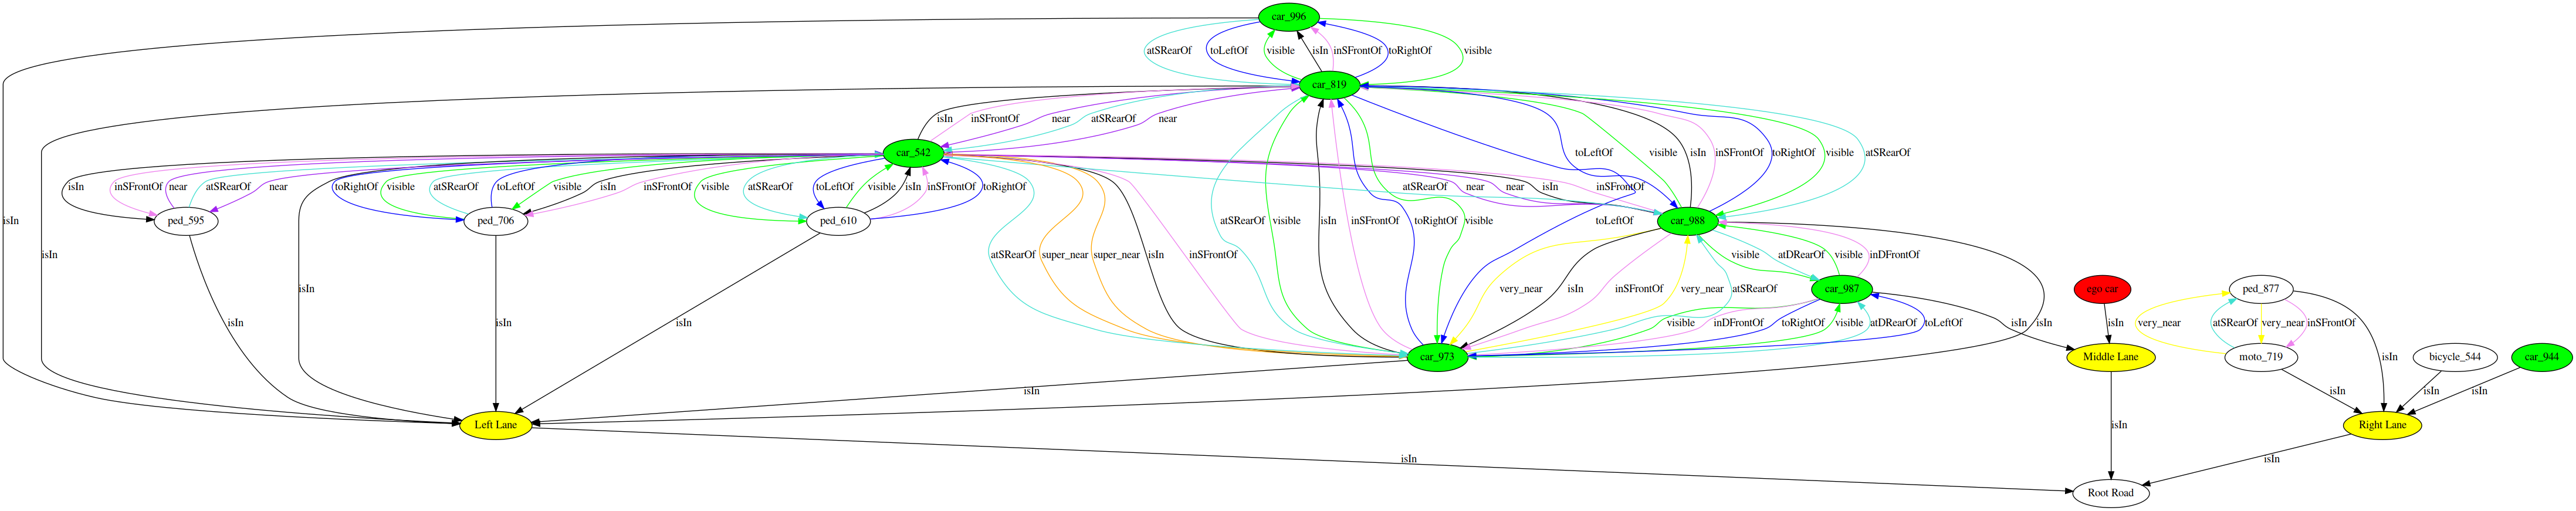 car_996
atSRearOf toLeftOf visible isIn inSFrontOf toRightOf visible
car_819
isIn inSFrontOf near atSRearOf near
car_542
toLeftOf visible isIn inSFrontOf toRightOf visible atSRearOf
isIn inSFrontOf near atSRearOf near toRightOf visible atSRearOf toLeftOf visible isIn inSFrontOf visible atSRearOf toLeftOf visible isIn inSFrontOf toRightOf atSRearOf near near isIn inSFrontOf
isIn ped_595 ped_706 ped_610 atSRearOf visible isIn inSFrontOf toRightOf visible toLeftOf car_988
isIn atSRearOf super_near super_near isIn inSFrontOf visible atDRearOf visible inDFrontOf
isIn very_near isIn inSFrontOf very_near atSRearOf car_987 ego car ped_877
isIn isIn isIn visible inDFrontOf toRightOf visible atDRearOf toLeftOf isIn isIn isIn very_near atSRearOf very_near inSFrontOf
car_973 Middle Lane isIn moto_719 bicycle_544 car_944
isIn isIn isIn isIn
Left Lane isIn Right Lane
isIn isIn
Root Road